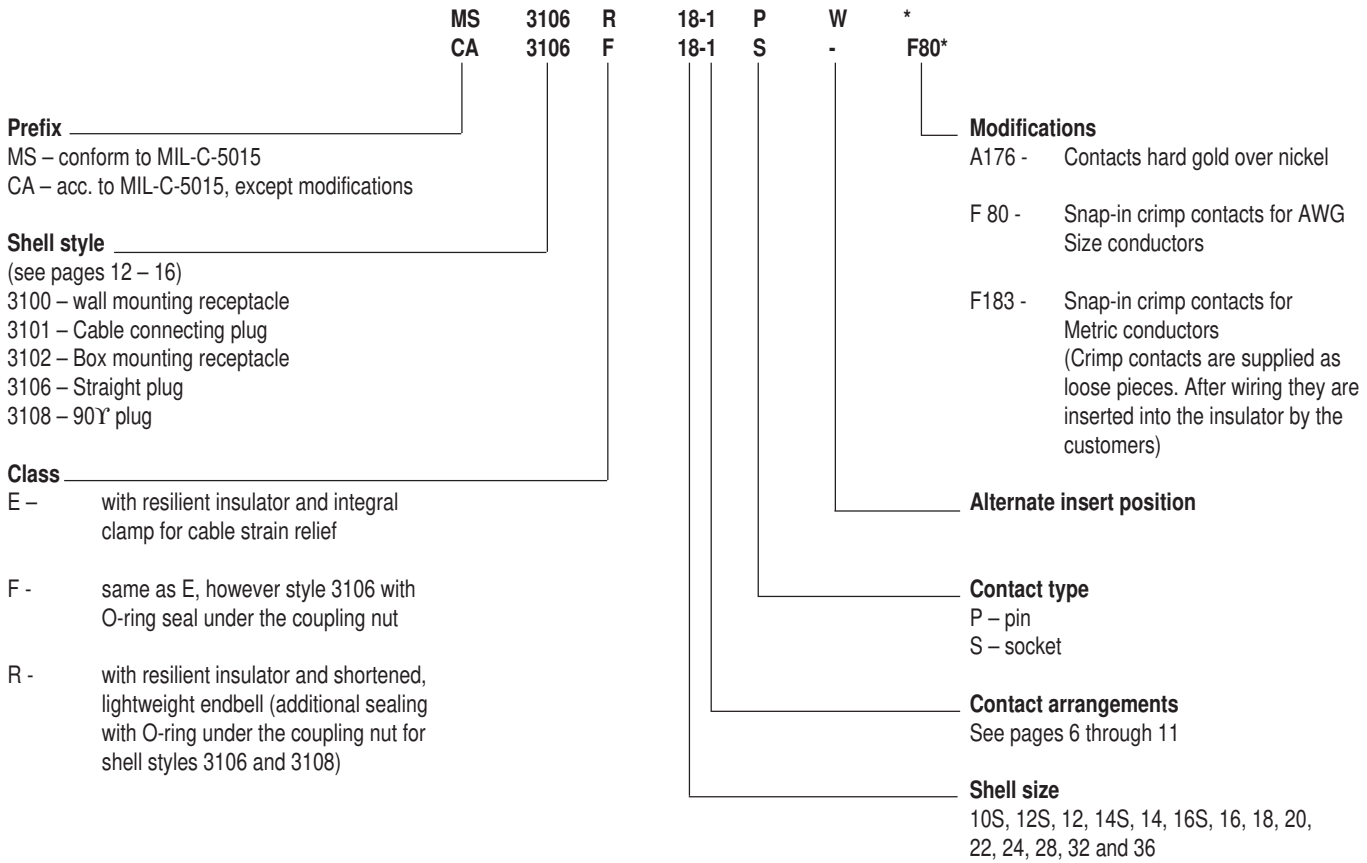 MS 3106 R 18-1 P W *
CA 3106 F 18-1 S - F80*
Prefix
MS – conform to MIL-C-5015
CA – acc. to MIL-C-5015, except modifications
Shell style
(see pages 12 – 16)
3100 – wall mounting receptacle
3101 – Cable connecting plug
3102 – Box mounting receptacle
3106 – Straight plug
3108 – 90ϒ plug
Class
E – with resilient insulator and integral
clamp for cable strain relief
F - same as E, however style 3106 with
O-ring seal under the coupling nut
R - with resilient insulator and shortened,
lightweight endbell (additional sealing
with O-ring under the coupling nut for
shell styles 3106 and 3108)
Modifications
A176 - Contacts hard gold over nickel
F 80 - Snap-in crimp contacts for AWG
Size conductors
F183 - Snap-in crimp contacts for
Metric conductors
(Crimp contacts are supplied as
loose pieces. After wiring they are
inserted into the insulator by the
customers)
Alternate insert position
Contact type
P – pin
S – socket
Contact arrangements
See pages 6 through 11
Shell size
10S, 12S, 12, 14S, 14, 16S, 16, 18, 20,
22, 24, 28, 32 and 36